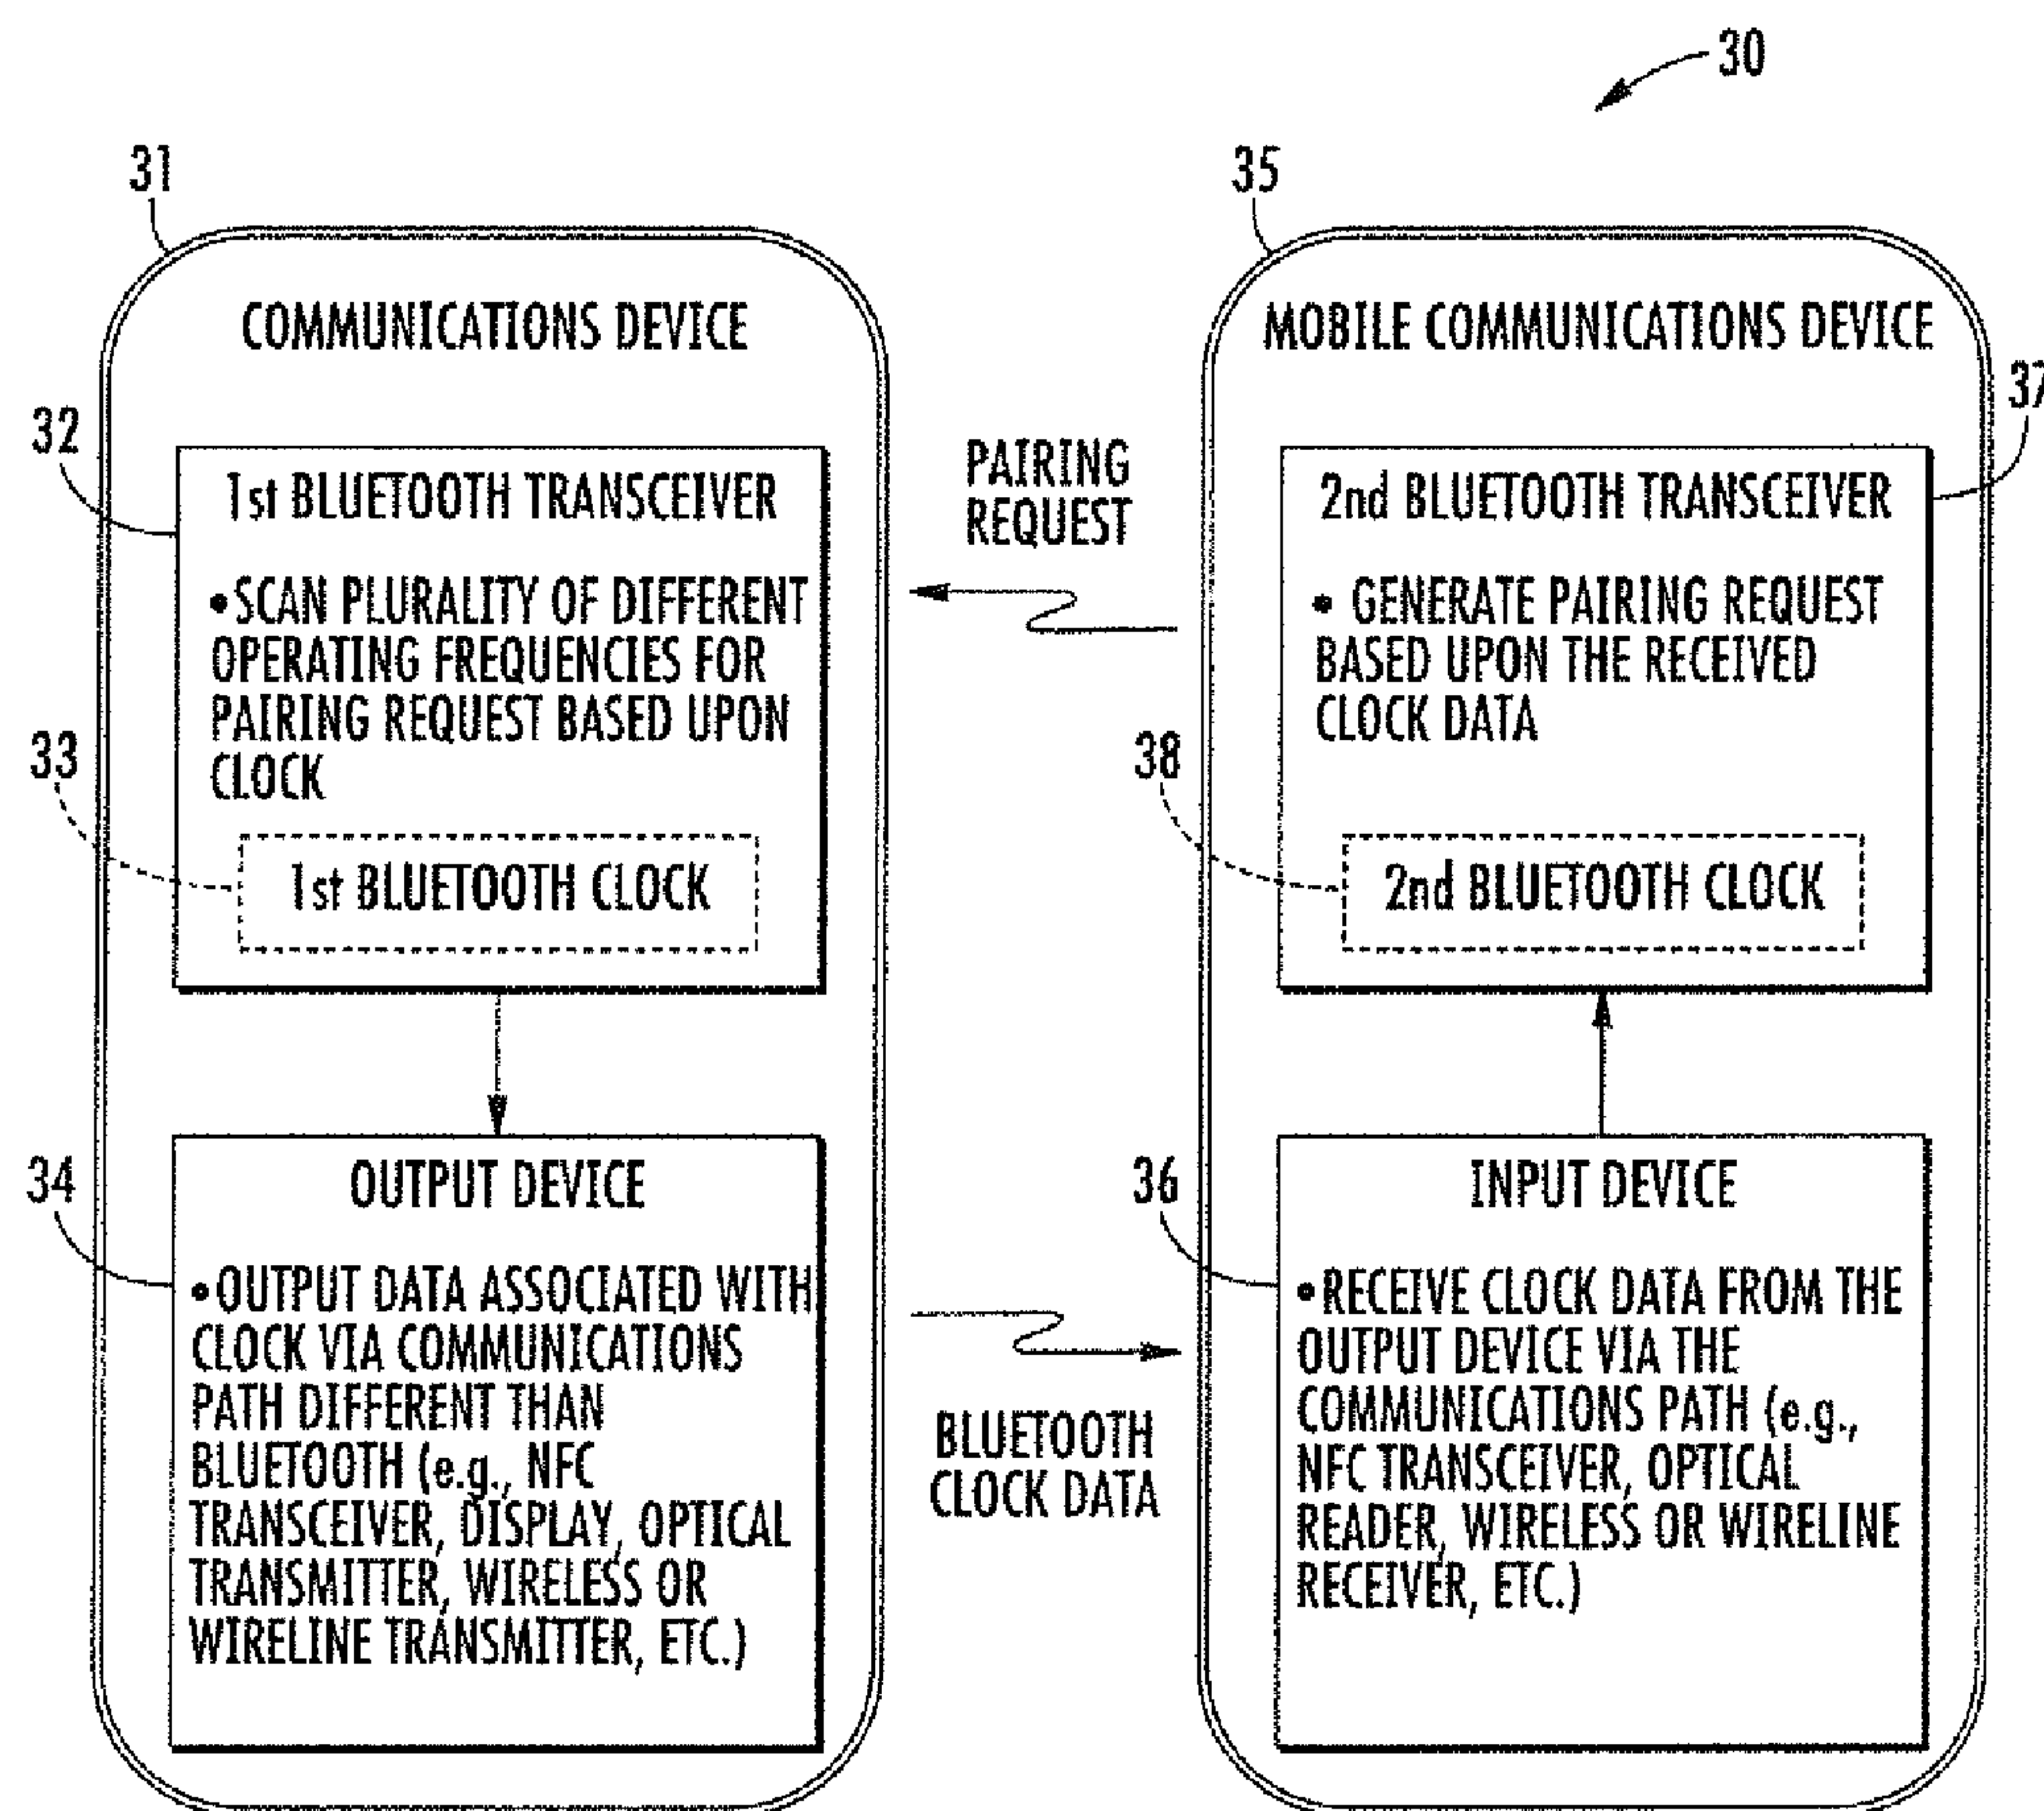 30
31
COMMUNICATIONS DEVICE
32
1st BLUETOOTH TRANSCEIVER
•SCAN PLURALITY OF DIFFERENT
OPERATING FREQUENCIES FOR
PAIRING REQUEST BASED UPON
CLOCK
33
1st BLUETOOTH CLOCK
34
OUTPUT DEVICE
•OUTPUT DATA ASSOCIATED WITH
CLOCK VIA COMMUNICATIONS
PATH DIFFERENT THAN
BLUETOOTH (e.g., NFC
TRANSCEIVER, DISPLAY, OPTICAL
TRANSMITTER, WIRELESS OR
WIRELINE TRANSMITTER, ETC.)
PAIRING
REQUEST
BLUETOOTH
CLOCK DATA
35
MOBILE COMMUNICATIONS DEVICE
37
2nd BLUETOOTH TRANSCEIVER
• GENERATE PAIRING REQUEST
BASED UPON THE RECEIVED
CLOCK DATA
38
2nd BLUETOOTH CLOCK
36
INPUT DEVICE
•RECEIVE CLOCK DATA FROM THE
OUTPUT DEVICE VIA THE
COMMUNICATIONS PATH (e.g.,
NFC TRANSCEIVER, OPTICAL
READER, WIRELESS OR WIRELINE
RECEIVER, ETC.)